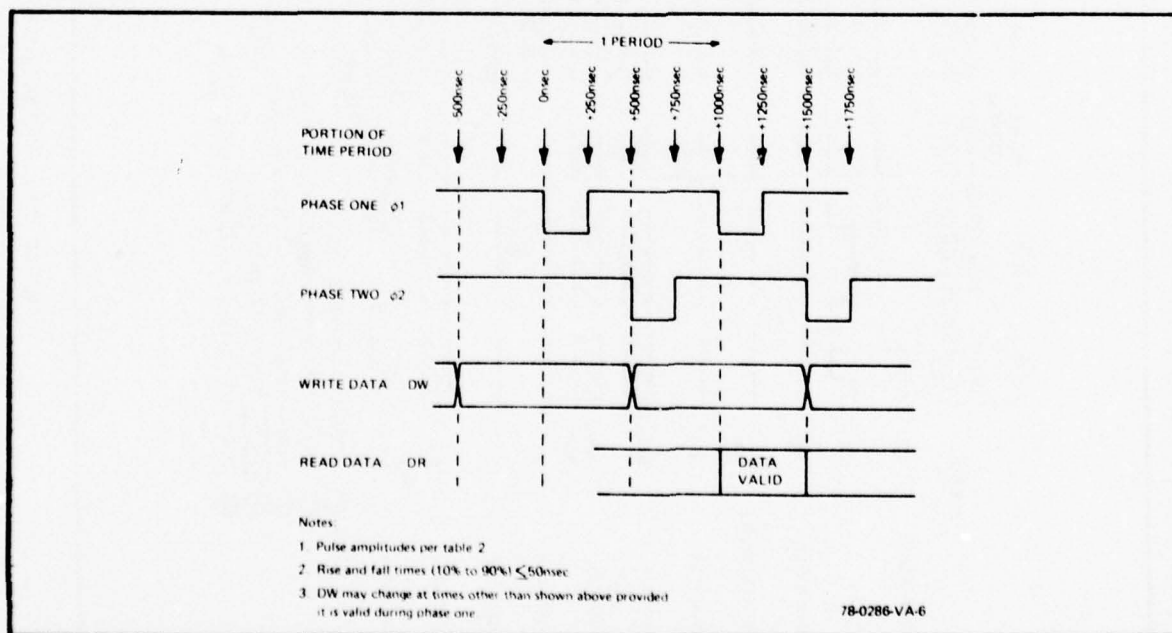 1 PERIOD
500nsec
-250nsec
0nsec
+250nsec
+500nsec
+750nsec
+1000nsec
+1250nsec
+1500nsec
+1750nsec
PORTION OF
TIME PERIOD
PHASE ONE φ1
PHASE TWO φ2
WRITE DATA DW
READ DATA DR
DATA
VALID
Notes
1. Pulse amplitudes per table 2
2. Rise and fall times (10% to 90%) ≤50nsec
3. DW may change at times other than shown above provided
it is valid during phase one
78-0286-VA-6